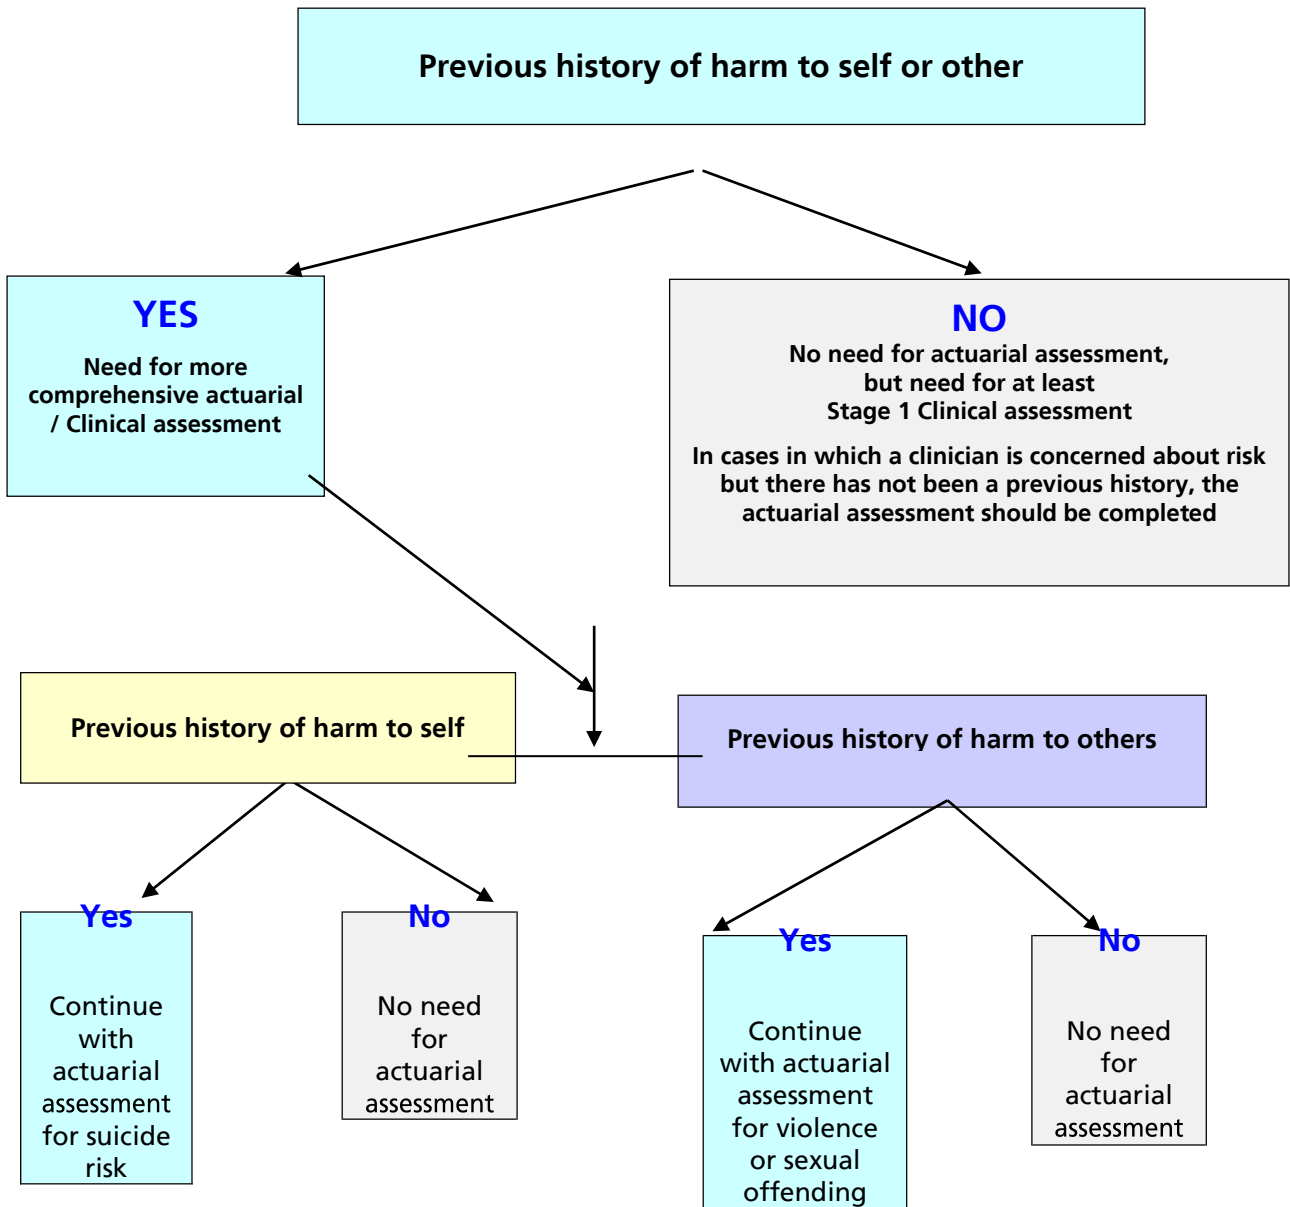 Previous history of harm to self or other
YES
Need for more
comprehensive actuarial
/ Clinical assessment
NO
No need for actuarial assessment,
but need for at least
Stage 1 Clinical assessment
In cases in which a clinician is concerned about risk
but there has not been a previous history, the
actuarial assessment should be completed
Previous history of harm to self
Previous history of harm to others
Yes
Continue
with
actuarial
assessment
for suicide
risk
No
No need
for
actuarial
assessment
Yes
Continue
with actuarial
assessment
for violence
or sexual
offending
No
No need
for
actuarial
assessment